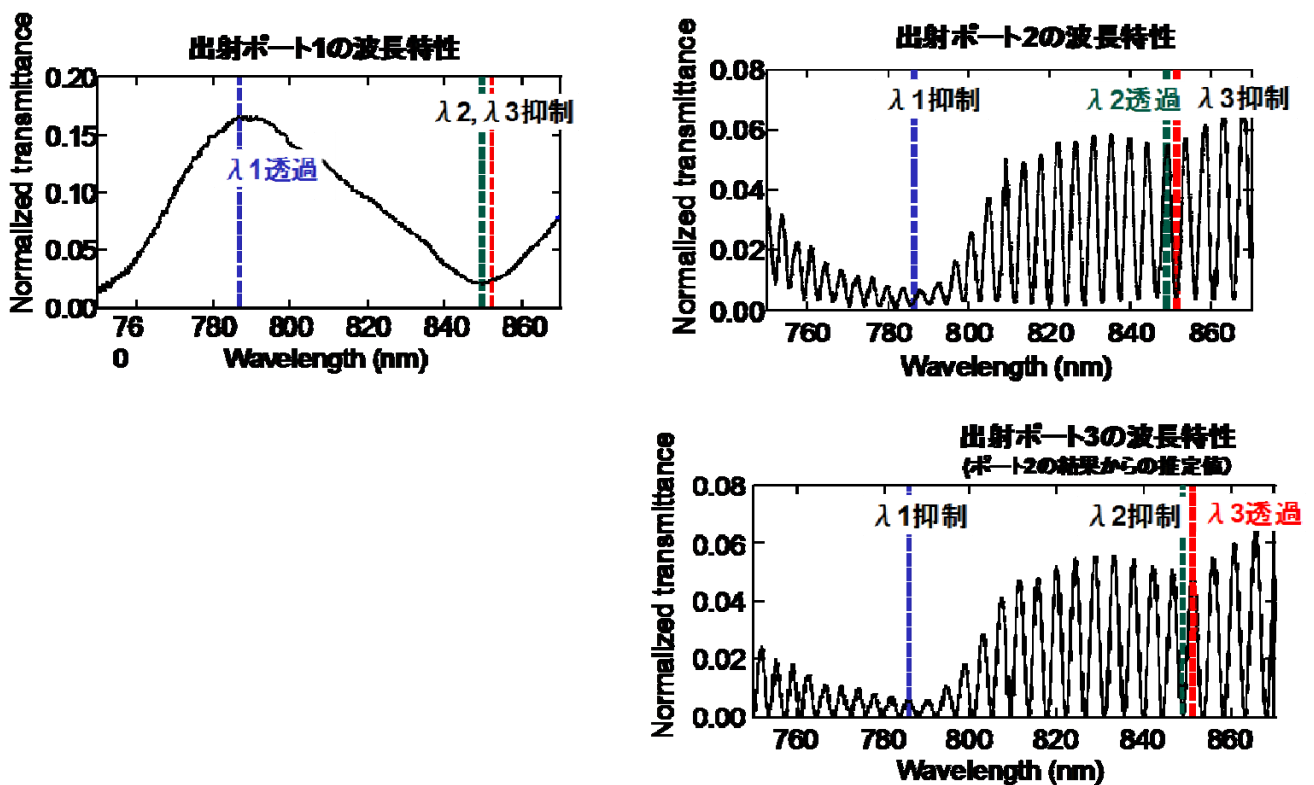 出射ポート1の波長特性
Normalized transmittance
0.20
0.15
0.10
0.05
0.00
λ2, λ3抑制
λ1透過
76
0
780
800
820
840
860
Wavelength (nm)
出射ポート2の波長特性
Normalized transmittance
0.08
0.06
0.04
0.02
0.00
λ1抑制
λ2透過
λ3抑制
760
780
800
820
840
860
Wavelength (nm)
出射ポート3の波長特性
(ポート2の結果からの推定値)
Normalized transmittance
0.08
0.06
0.04
0.02
0.00
λ1抑制
λ2抑制
λ3透過
760
780
800
820
840
860
Wavelength (nm)